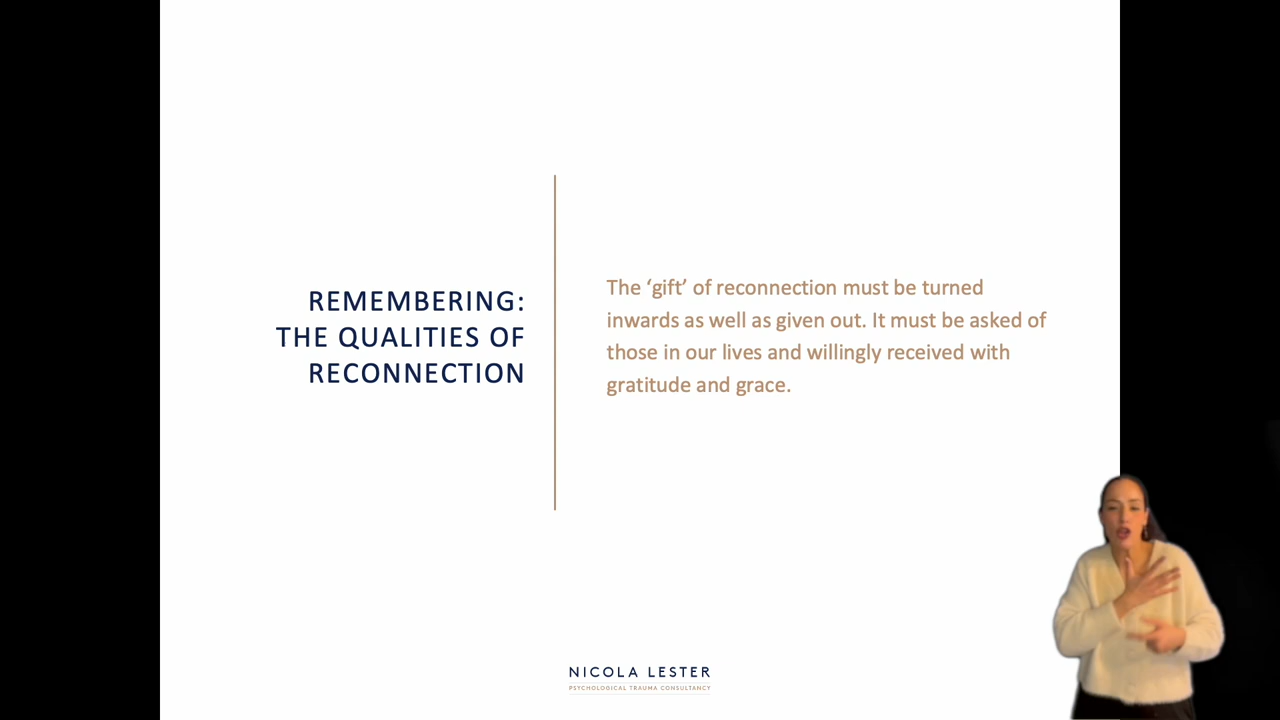 REMEMBERING:
THE QUALITIES OF
RECONNECTION
The ‘gift’ of reconnection must be turned
inwards as well as given out. It must be asked of
those in our lives and willingly received with
gratitude and grace.
NICOLA LESTER
PSYCHOLOGICAL TRAUMA CONSULTANCY